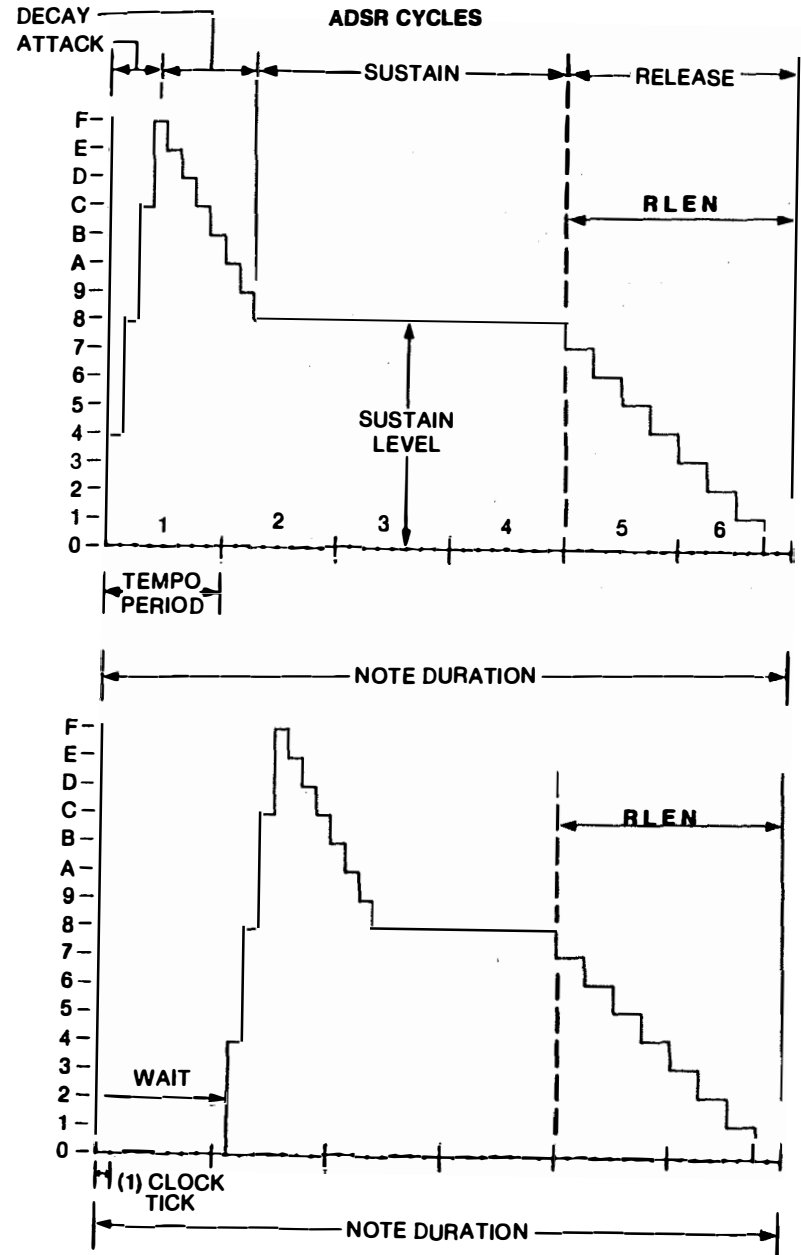 DECAY
ADSR CYCLES
ATTACK
SUSTAIN
RELEASE
F
E
D
C
RLEN
B
A
9
8
7
6
SUSTAIN
LEVEL
5
4
3
2
1
1 2 3 4 5 6
0
TEMPO
PERIOD
NOTE DURATION
F
E
D
C
RLEN
B
A
9
8
7
6
5
4
3
WAIT
2
1
0
(1) CLOCK
TICK
NOTE DURATION